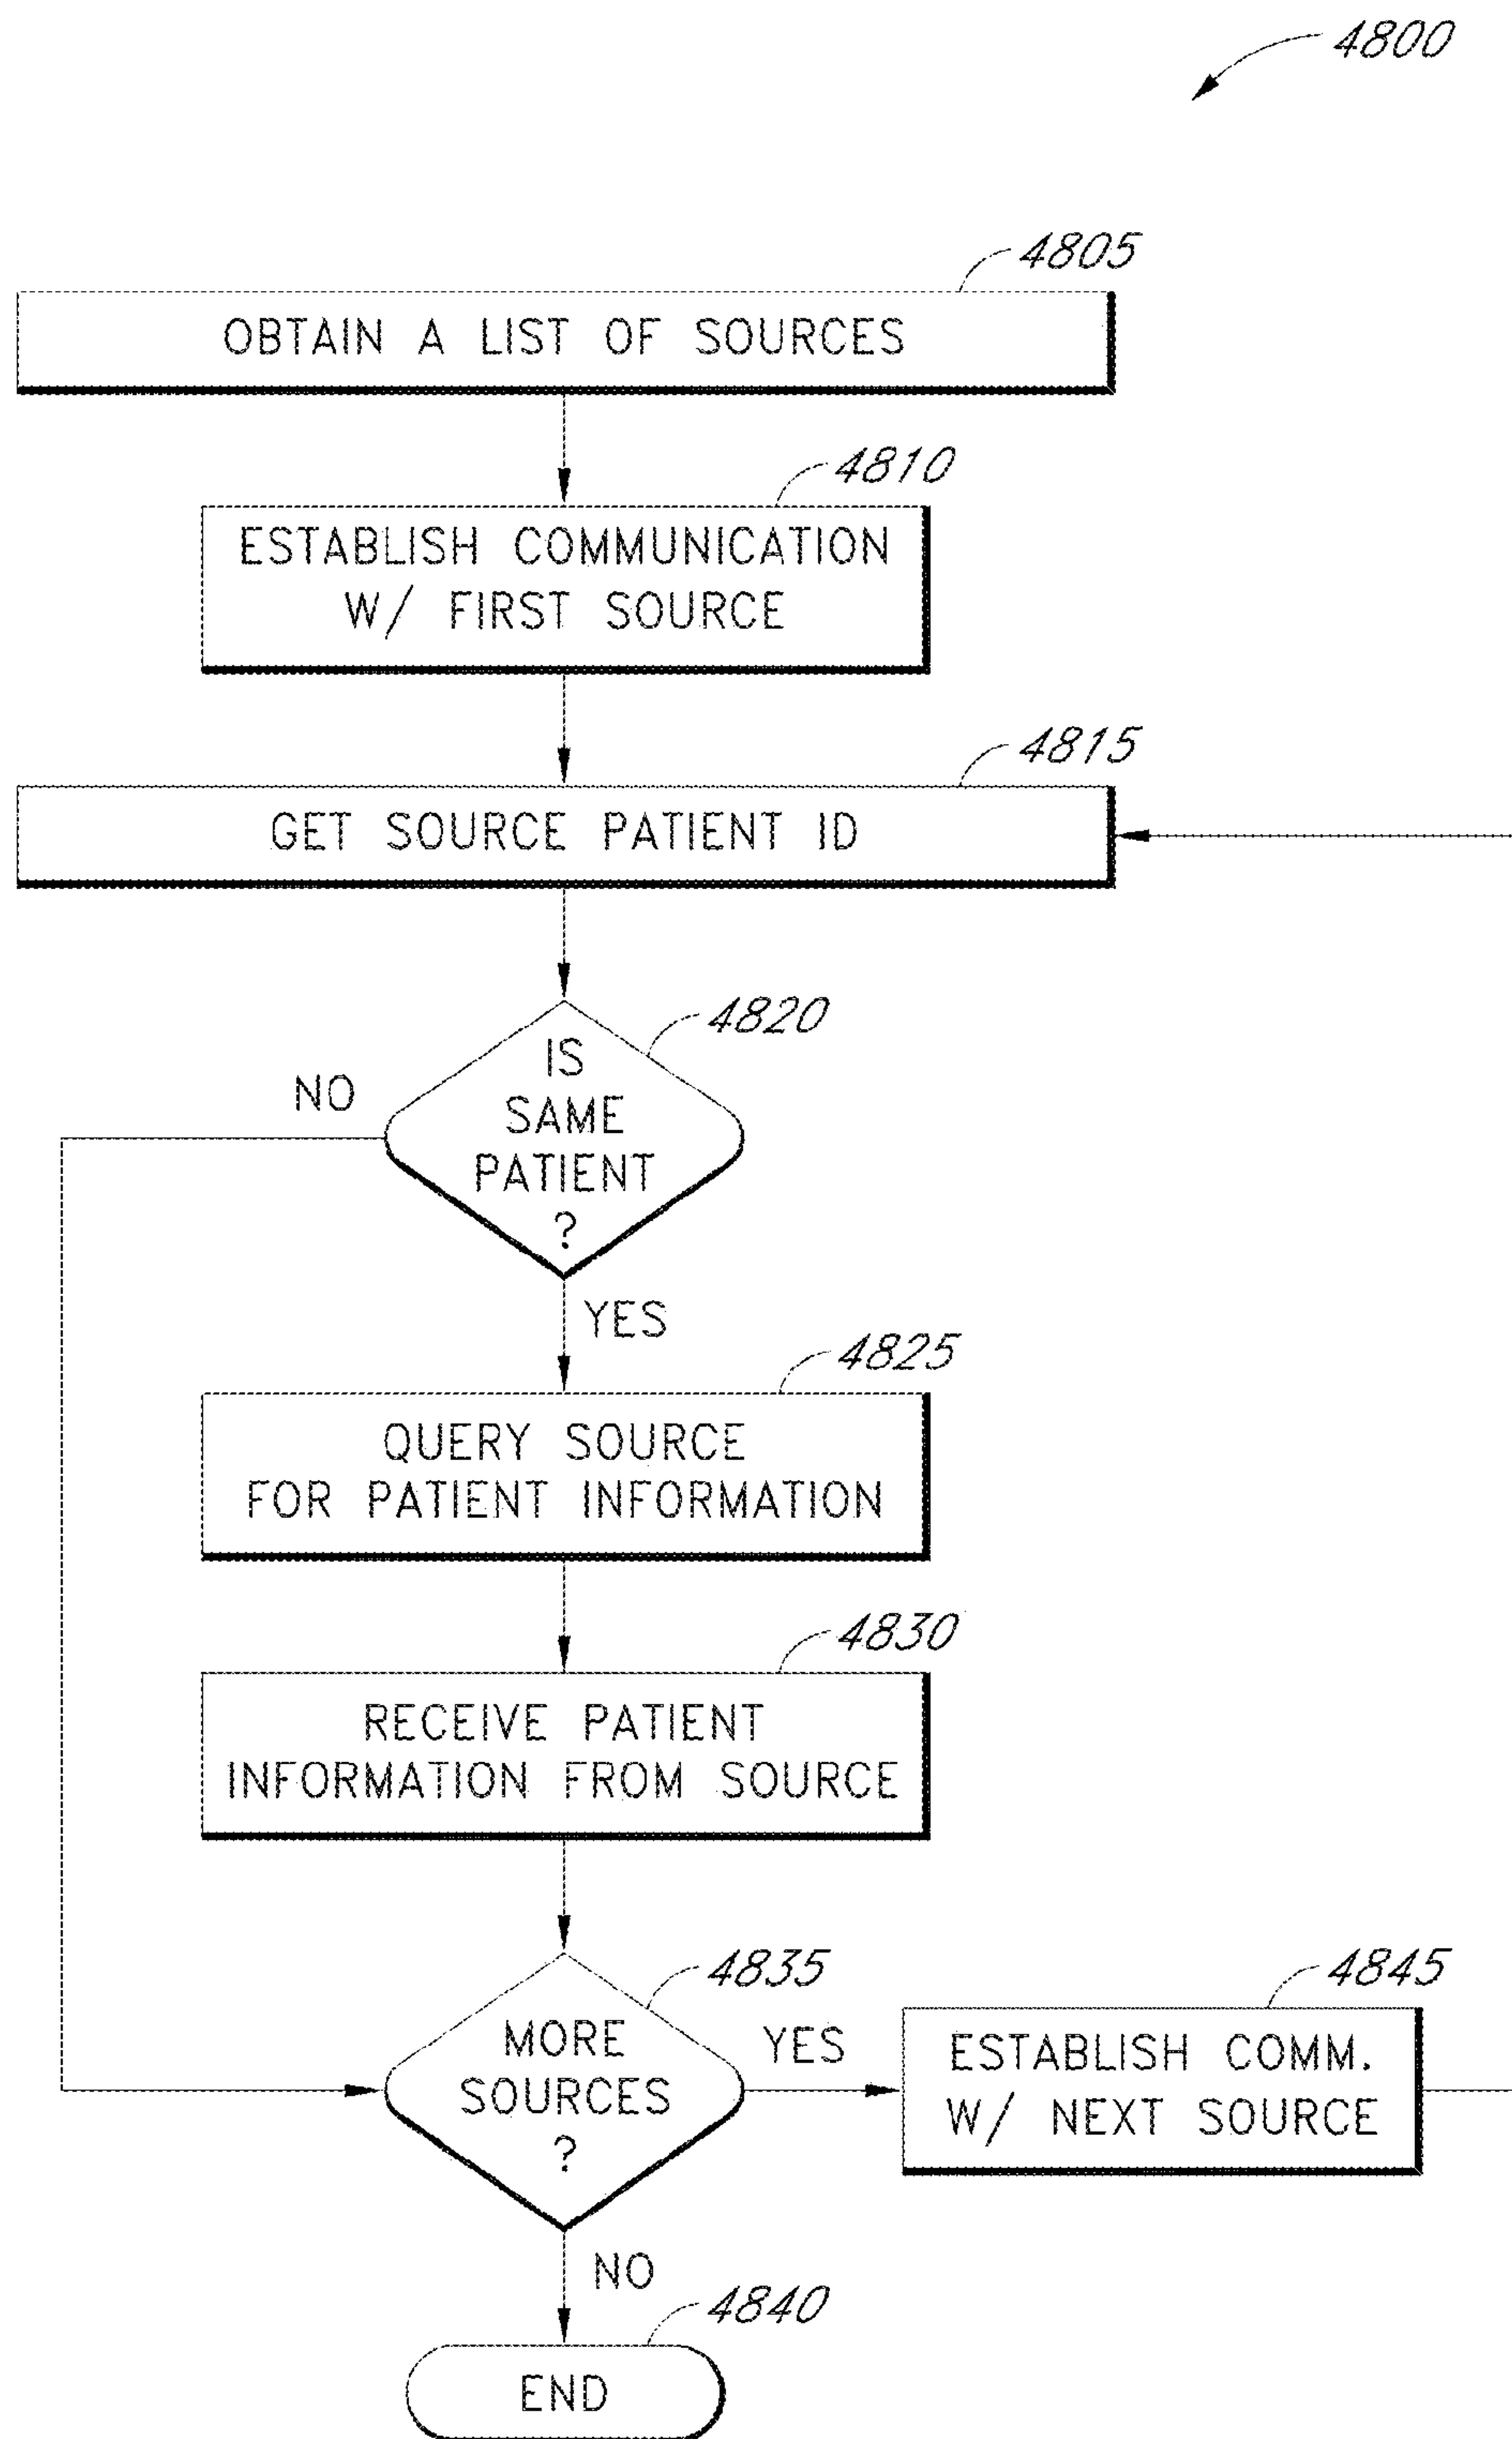 4800
4805
OBTAIN A LIST OF SOURCES
4810
ESTABLISH COMMUNICATION
W/ FIRST SOURCE
4815
GET SOURCE PATIENT ID
4820
IS
SAME
PATIENT
?
NO
YES
4825
QUERY SOURCE
FOR PATIENT INFORMATION
4830
RECEIVE PATIENT
INFORMATION FROM SOURCE
4835
MORE
SOURCES
?
YES
4845
ESTABLISH COMM.
W/ NEXT SOURCE
NO
4840
END